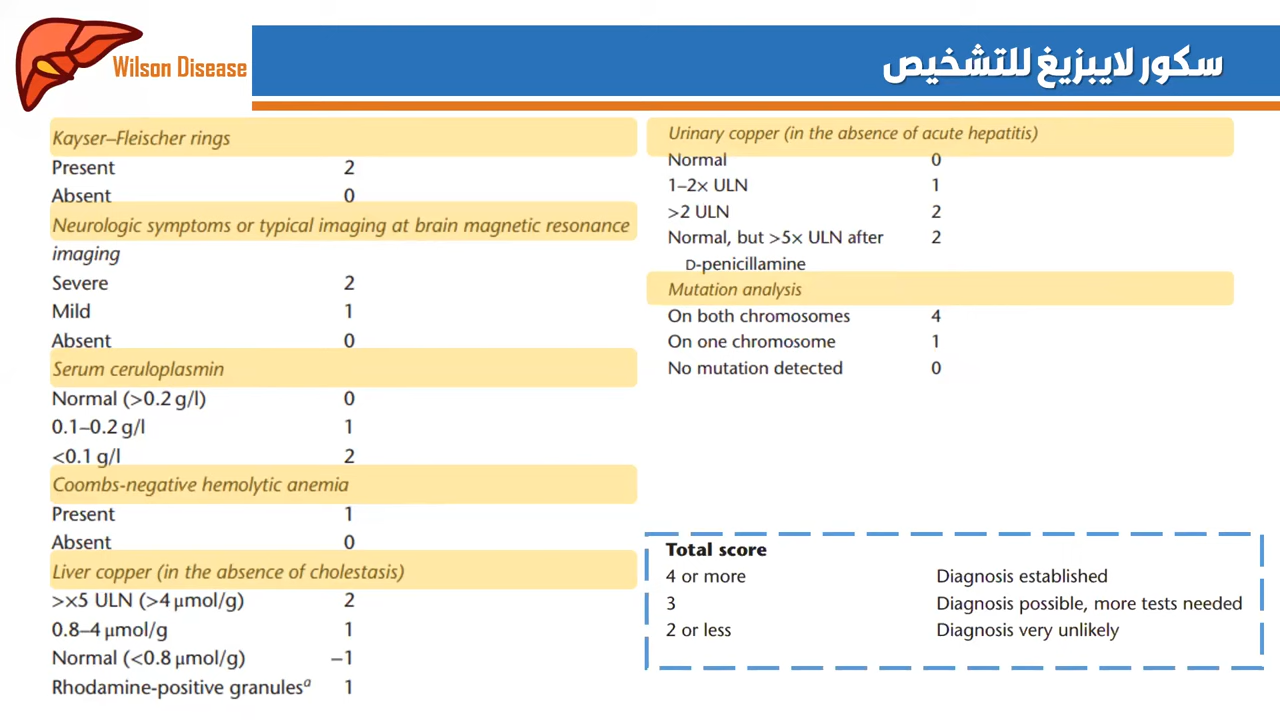 Wilson Disease
سكور لايبزيغ للتشخيص
Kayser–Fleischer rings
Present 2
Absent 0
Neurologic symptoms or typical imaging at brain magnetic resonance
imaging
Severe 2
Mild 1
Absent 0
Serum ceruloplasmin
Normal (>0.2 g/l) 0
0.1–0.2 g/l 1
<0.1 g/l 2
Coombs-negative hemolytic anemia
Present 1
Absent 0
Liver copper (in the absence of cholestasis)
>x5 ULN (>4 μmol/g) 2
0.8–4 μmol/g 1
Normal (<0.8 μmol/g) –1
Rhodamine-positive granulesᵃ 1
Urinary copper (in the absence of acute hepatitis)
Normal 0
1–2× ULN 1
>2 ULN 2
Normal, but >5× ULN after 2
D-penicillamine
Mutation analysis
On both chromosomes 4
On one chromosome 1
No mutation detected 0
Total score
4 or more Diagnosis established
3 Diagnosis possible, more tests needed
2 or less Diagnosis very unlikely